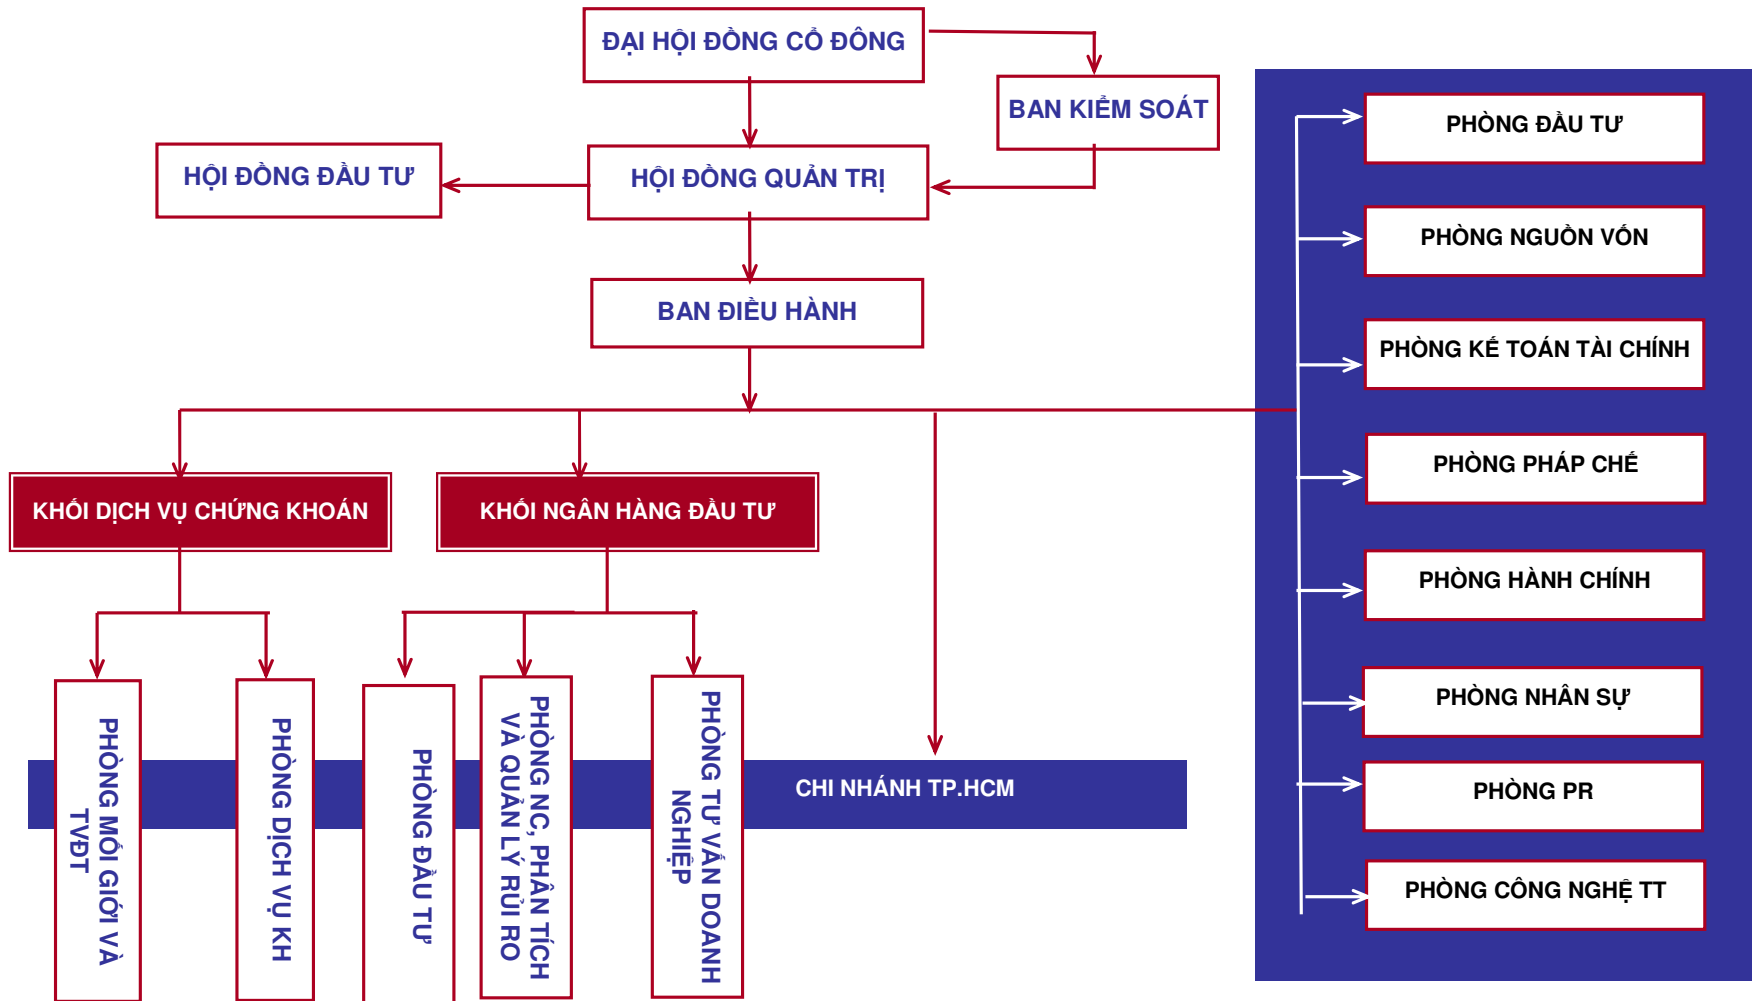 ĐẠI HỘI ĐỒNG CỔ ĐÔNG
BAN KIỂM SOÁT
HỘI ĐỒNG ĐẦU TƯ
HỘI ĐỒNG QUẢN TRỊ
BAN ĐIỀU HÀNH
KHỐI DỊCH VỤ CHỨNG KHOÁN
KHỐI NGÂN HÀNG ĐẦU TƯ
PHÒNG MÔI GIỚI VÀ
TVĐT
PHÒNG DỊCH VỤ KH
PHÒNG ĐẦU TƯ
PHÒNG NC, PHÂN TÍCH
VÀ QUẢN LÝ RỦI RO
PHÒNG TƯ VẤN DOANH
NGHIỆP
CHI NHÁNH TP.HCM
PHÒNG ĐẦU TƯ
PHÒNG NGUỒN VỐN
PHÒNG KẾ TOÁN TÀI CHÍNH
PHÒNG PHÁP CHẾ
PHÒNG HÀNH CHÍNH
PHÒNG NHÂN SỰ
PHÒNG PR
PHÒNG CÔNG NGHỆ TT